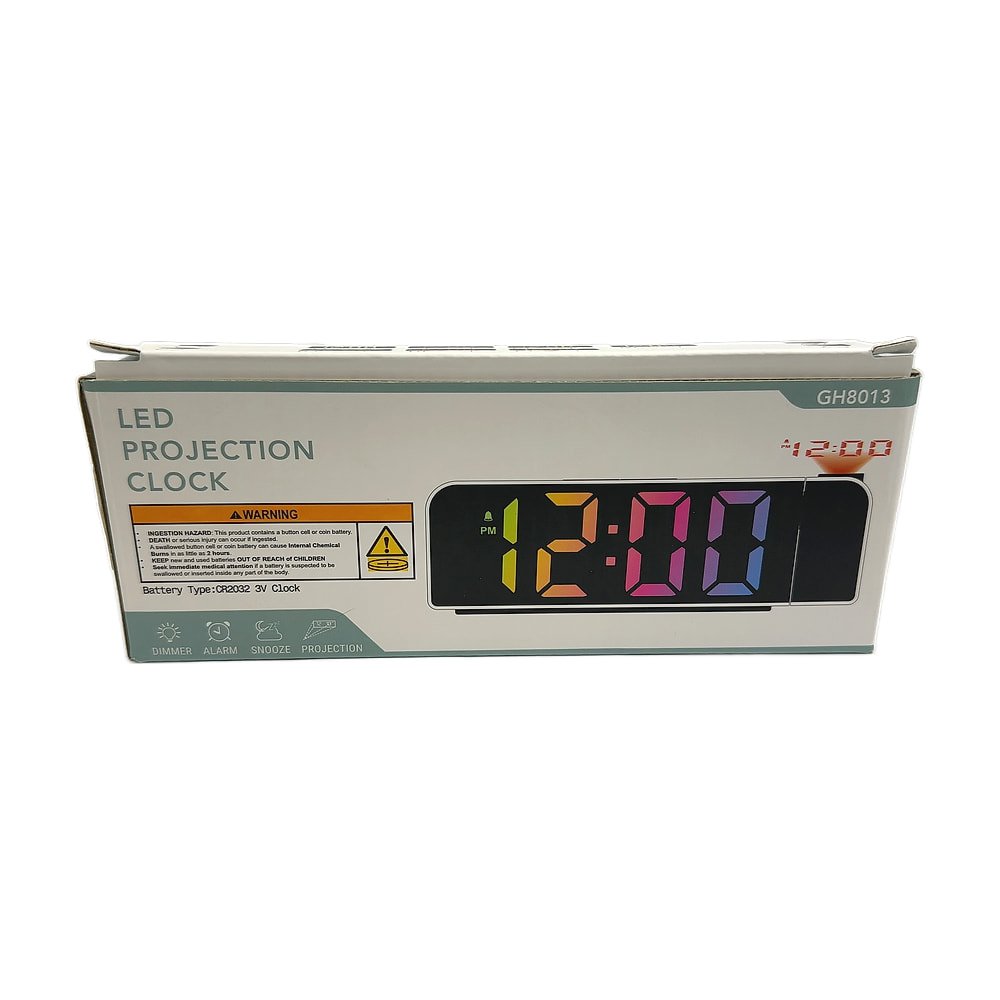 GH8013
LED
PROJECTION
CLOCK
PM 12:00
WARNING
INGESTION HAZARD: This product contains a button cell or coin battery.
DEATH or serious injury can occour if ingested.
A swallowed button cell or coin battery can cause Internal Chemical
Burns in as little as 2 hours.
KEEP new and used batteries OUT OF REACH of CHILDREN
Seek immediate medical attention if a battery is suspected to be
swallowed or inserted inside any part of the body.
Battery Type:CR2032 3V Clock
PM 12:00
DIMMER ALARM SNOOZE PROJECTION